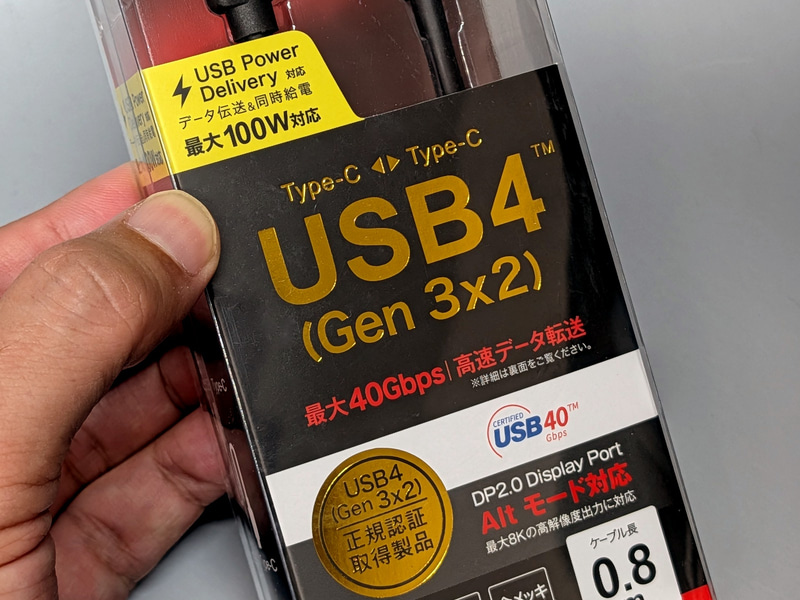 USB Power
Delivery 対応
データ伝送&同時給電
最大100W対応
Type-C ◀▶ Type-C
USB4™
(Gen 3x2)
最大40Gbps|高速データ転送
※詳細は裏面をご覧ください。
CERTIFIED
USB40™
Gbps
USB4
(Gen 3x2)
正規認証
取得製品
DP2.0 Display Port
Alt モード対応
最大8Kの高解像度出力に対応
ケーブル長
0.8
メッキ